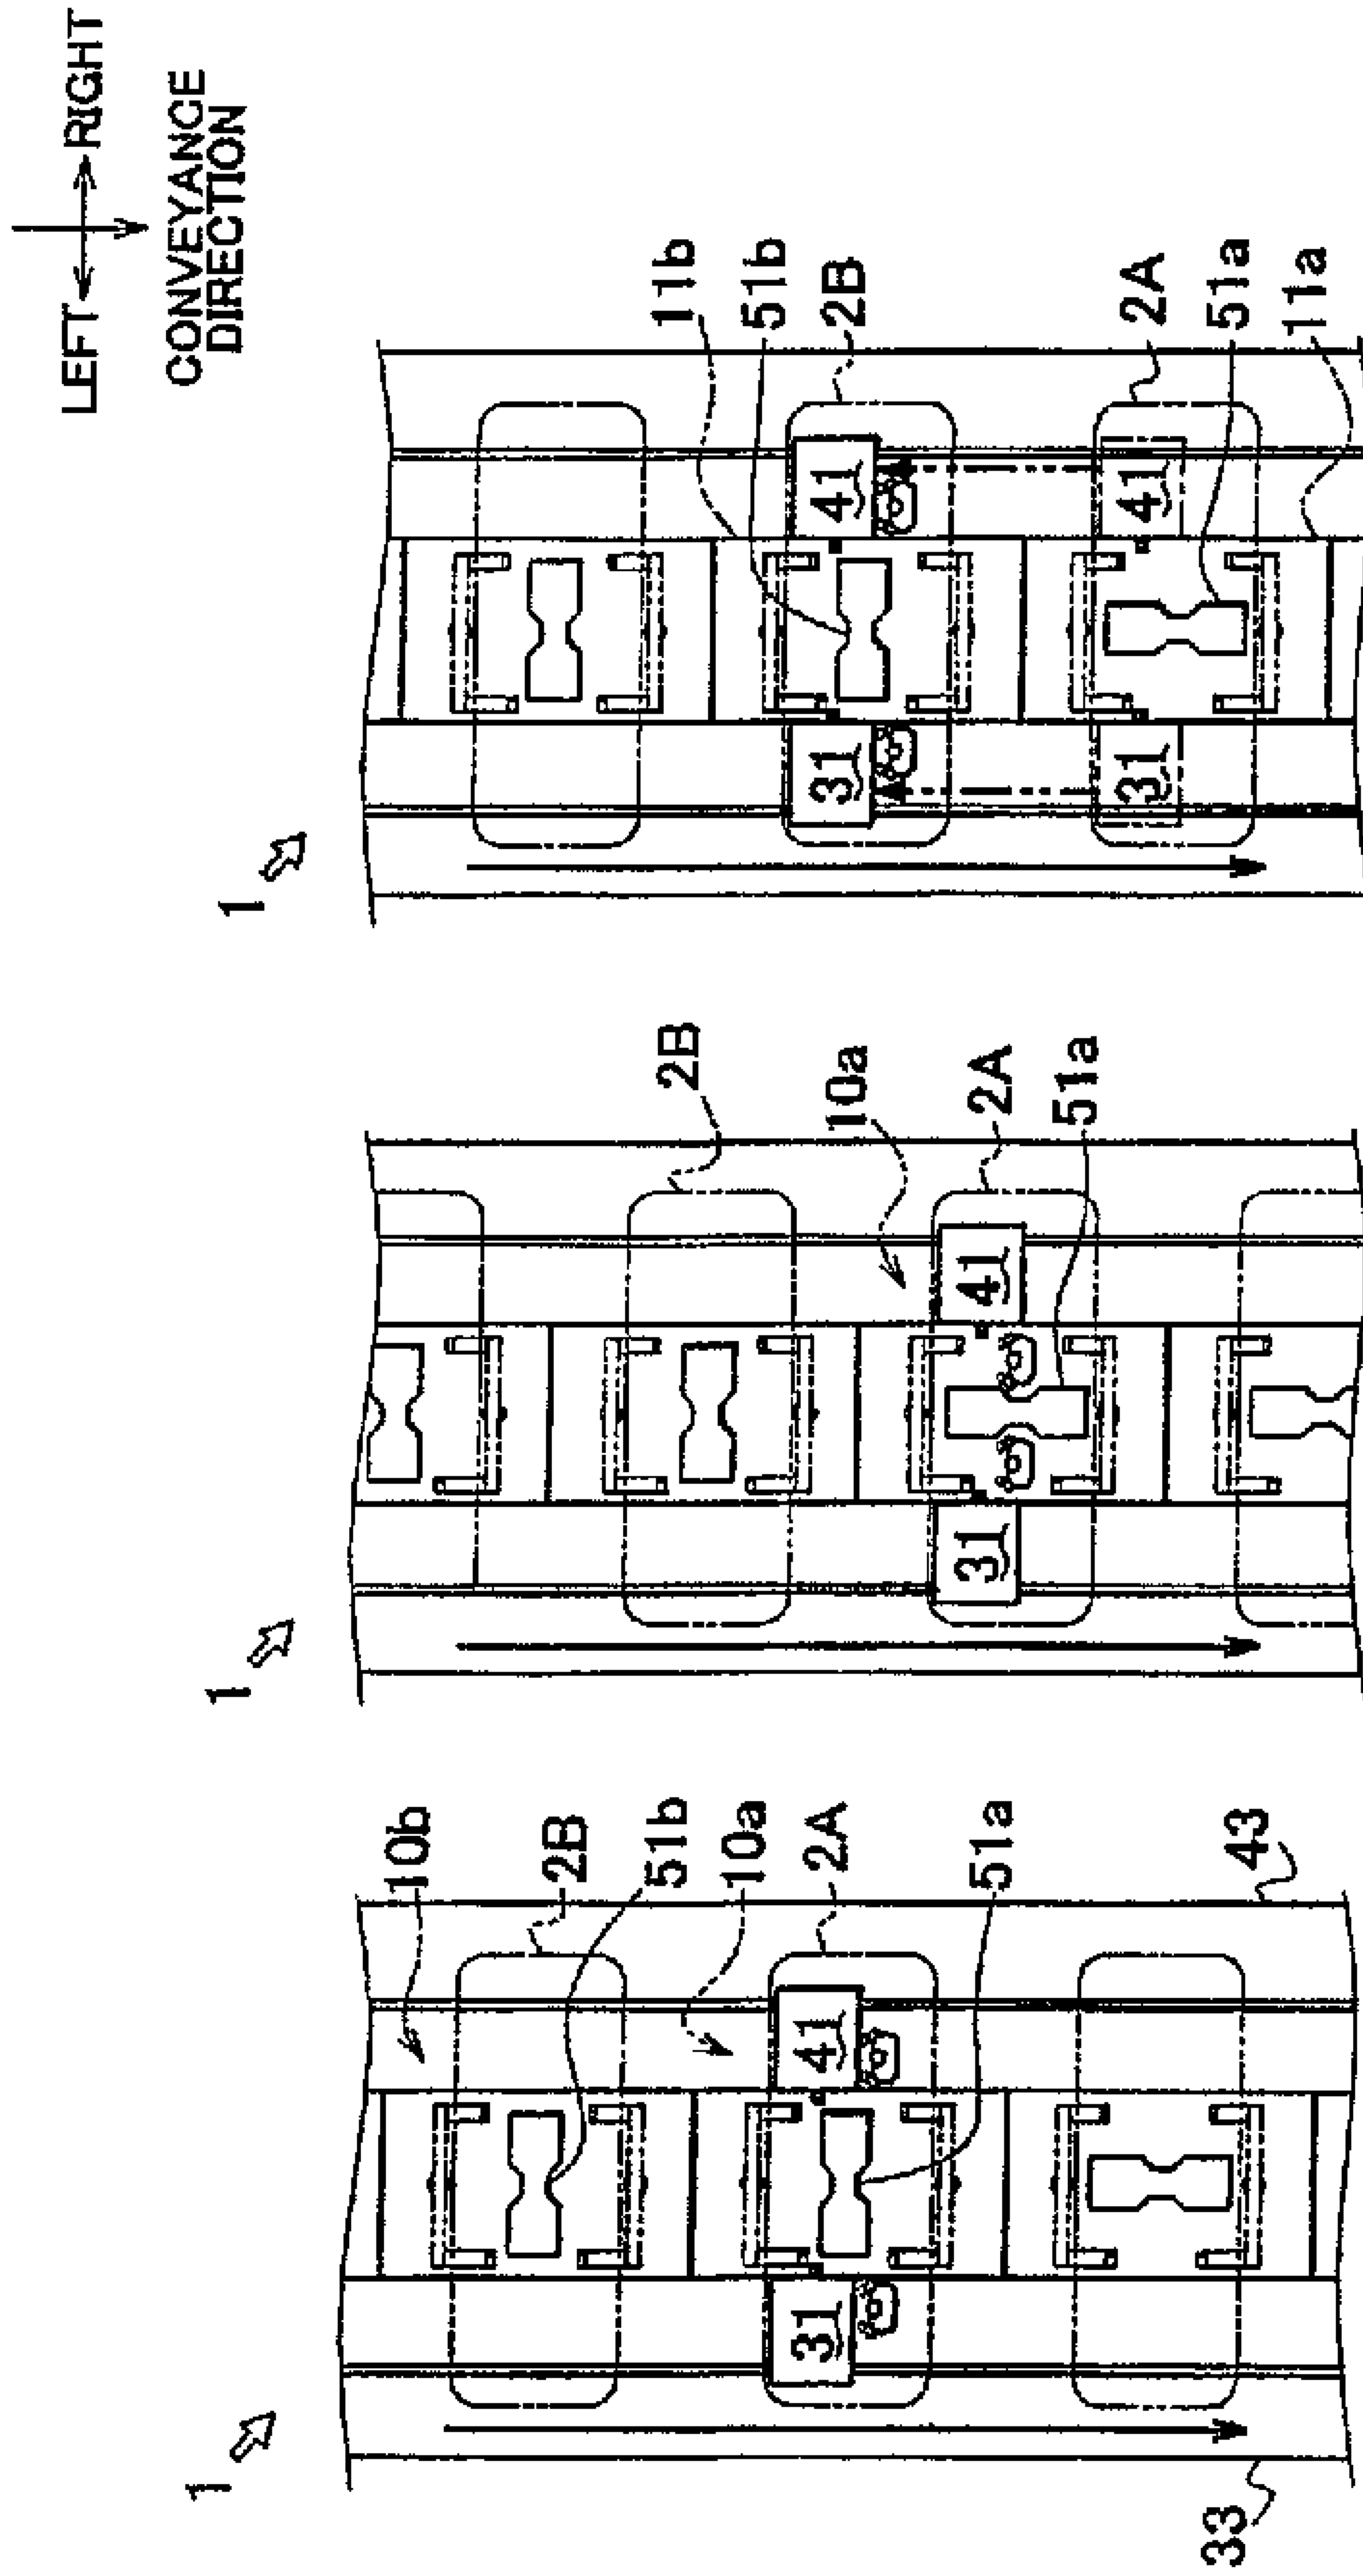 LEFT RIGHT
CONVEYANCE
DIRECTION
1
10b
2B
51b
10a
31
41
2A
51a
33
43
1
2B
10a
31
41
2A
51a
1
11b
51b
2B
31
41
2A
31
41
51a
11a